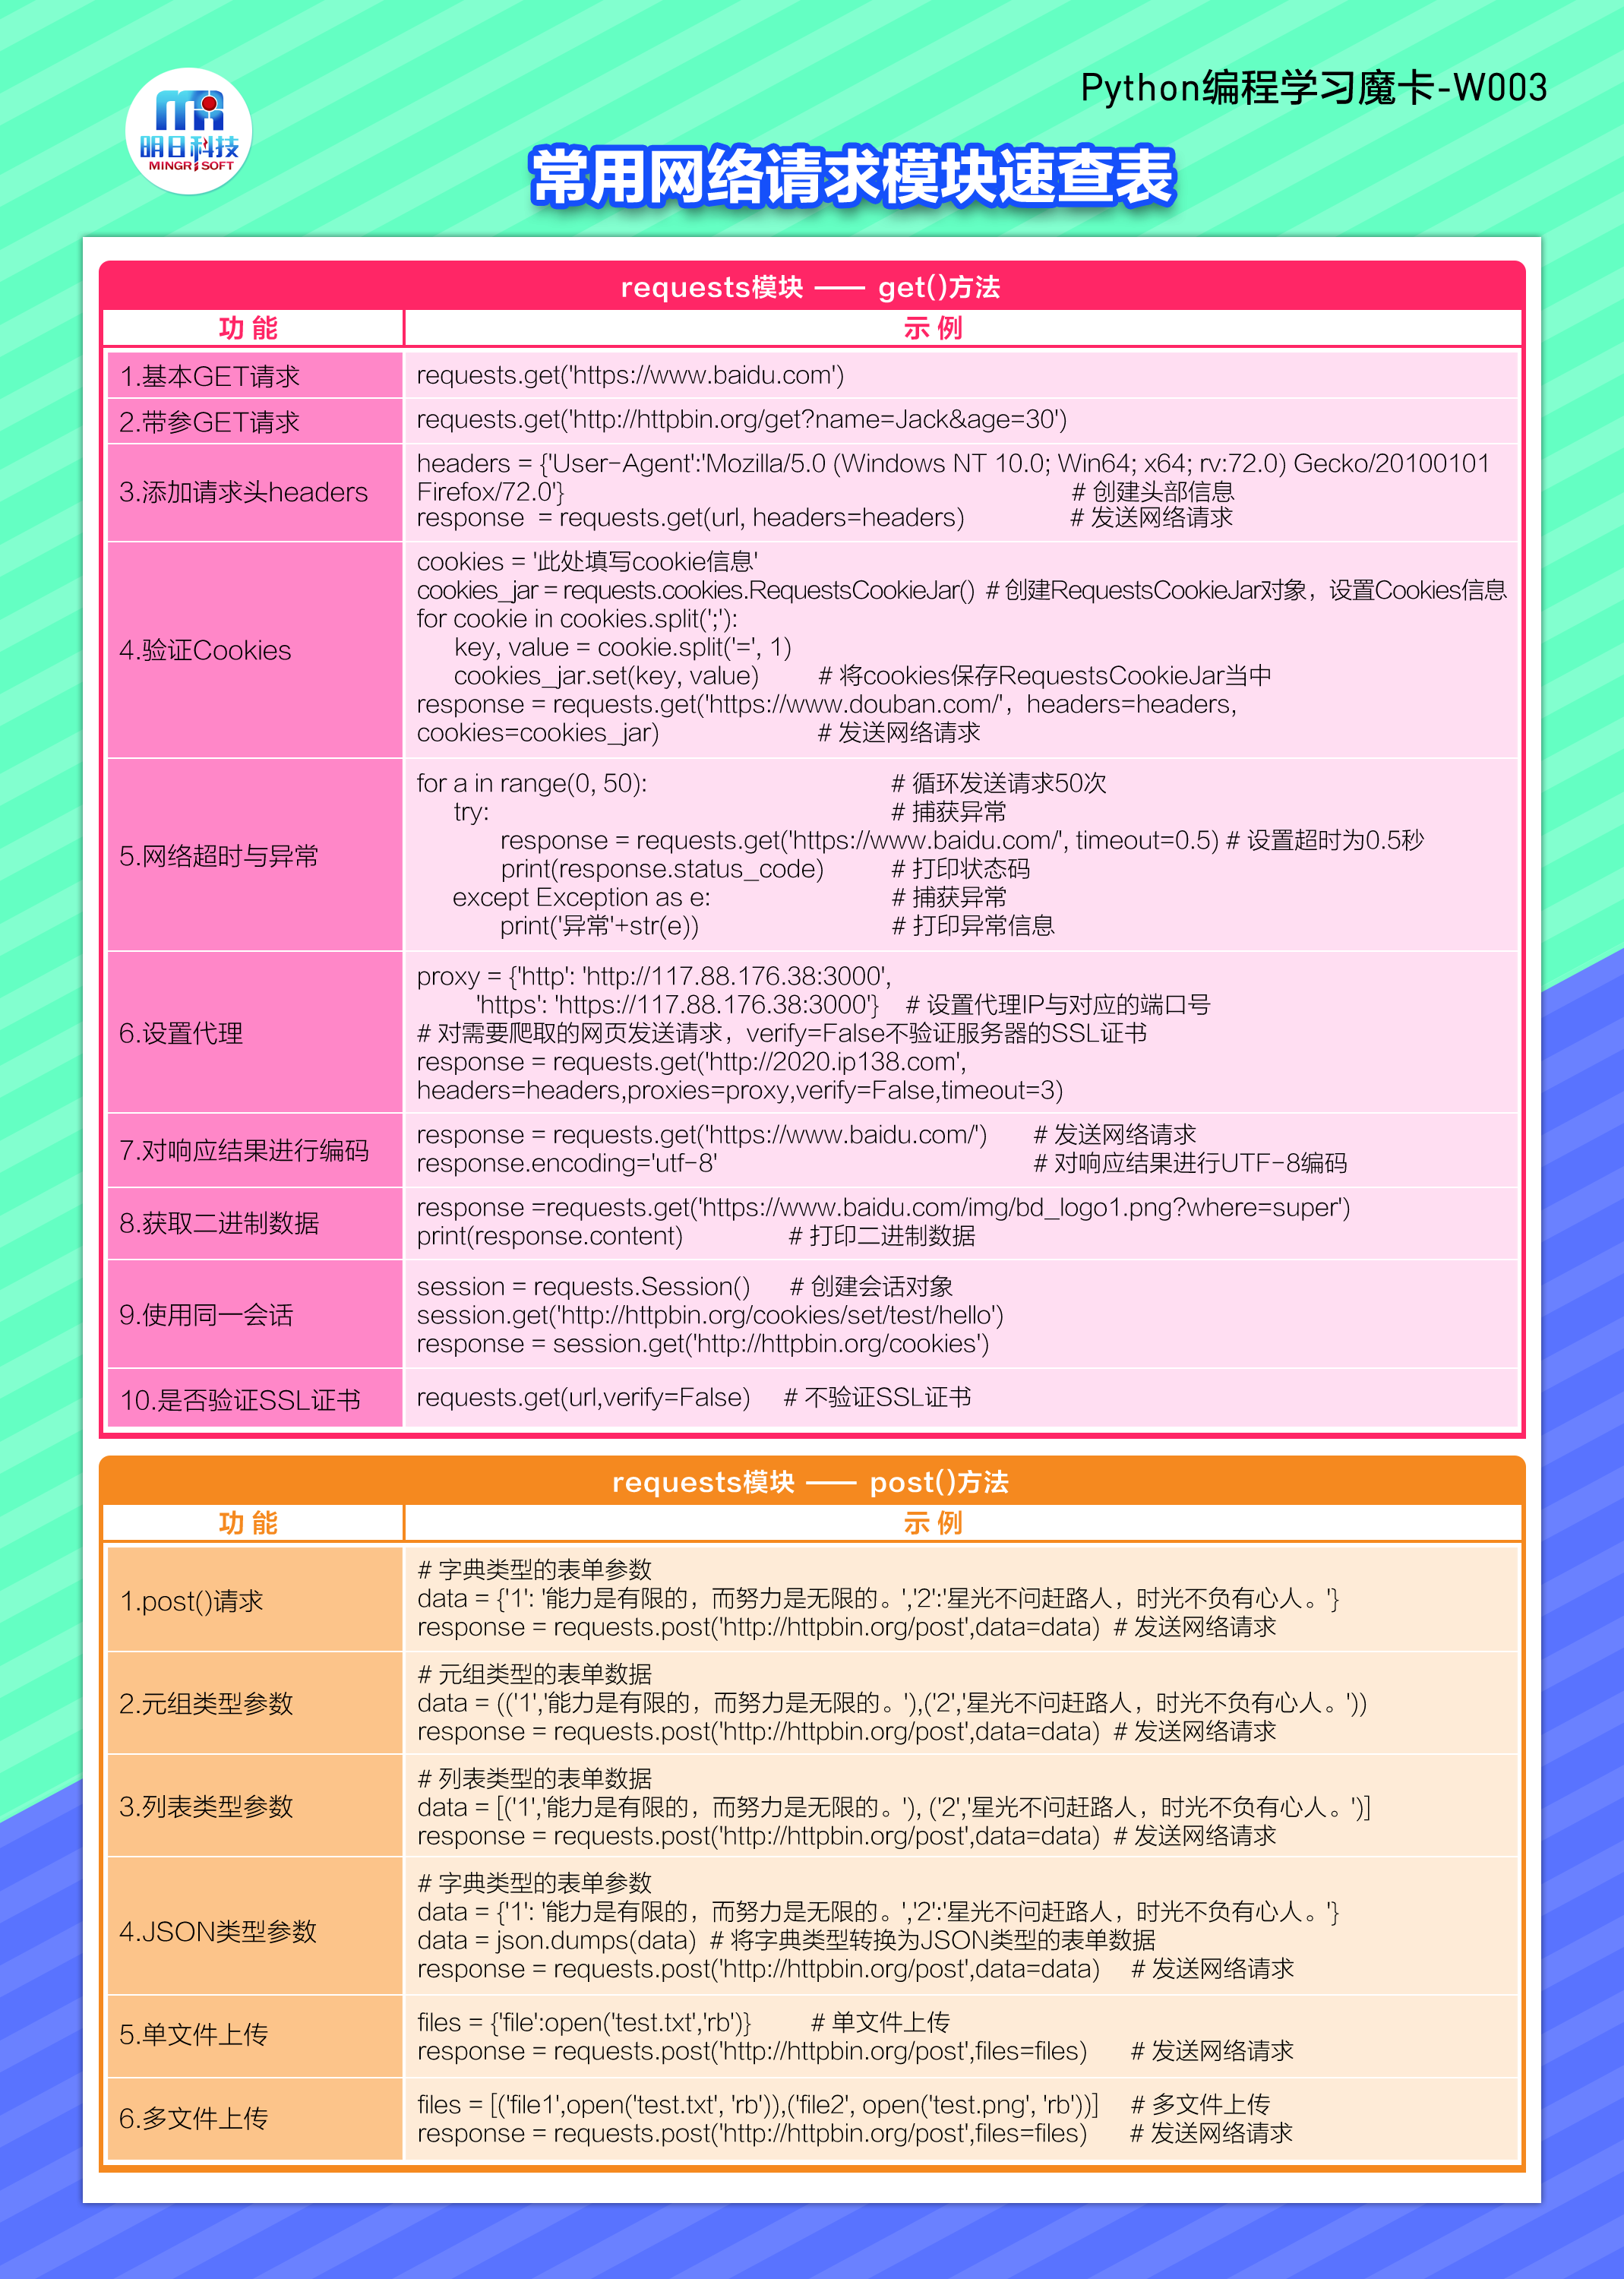 Python编程学习魔卡-W003
明日科技
MINGRISOFT
常用网络请求模块速查表
requests模块 —— get()方法
功 能 示 例
1.基本GET请求 requests.get('https://www.baidu.com')
2.带参GET请求 requests.get('http://httpbin.org/get?name=Jack&age=30')
3.添加请求头headers
headers = {'User-Agent':'Mozilla/5.0 (Windows NT 10.0; Win64; x64; rv:72.0) Gecko/20100101
Firefox/72.0'} # 创建头部信息
response = requests.get(url, headers=headers) # 发送网络请求
4.验证Cookies
cookies = '此处填写cookie信息'
cookies_jar = requests.cookies.RequestsCookieJar() # 创建RequestsCookieJar对象，设置Cookies信息
for cookie in cookies.split(';'):
key, value = cookie.split('=', 1)
cookies_jar.set(key, value) # 将cookies保存RequestsCookieJar当中
response = requests.get('https://www.douban.com/'，headers=headers,
cookies=cookies_jar) # 发送网络请求
5.网络超时与异常
for a in range(0, 50): # 循环发送请求50次
try: # 捕获异常
response = requests.get('https://www.baidu.com/', timeout=0.5) # 设置超时为0.5秒
print(response.status_code) # 打印状态码
except Exception as e: # 捕获异常
print('异常'+str(e)) # 打印异常信息
6.设置代理
proxy = {'http': 'http://117.88.176.38:3000',
'https': 'https://117.88.176.38:3000'} # 设置代理IP与对应的端口号
# 对需要爬取的网页发送请求，verify=False不验证服务器的SSL证书
response = requests.get('http://2020.ip138.com',
headers=headers,proxies=proxy,verify=False,timeout=3)
7.对响应结果进行编码
response = requests.get('https://www.baidu.com/') # 发送网络请求
response.encoding='utf-8' # 对响应结果进行UTF-8编码
8.获取二进制数据
response =requests.get('https://www.baidu.com/img/bd_logo1.png?where=super')
print(response.content) # 打印二进制数据
9.使用同一会话
session = requests.Session() # 创建会话对象
session.get('http://httpbin.org/cookies/set/test/hello')
response = session.get('http://httpbin.org/cookies')
10.是否验证SSL证书 requests.get(url,verify=False) # 不验证SSL证书
requests模块 —— post()方法
功 能 示 例
1.post()请求
# 字典类型的表单参数
data = {'1': '能力是有限的，而努力是无限的。','2':'星光不问赶路人，时光不负有心人。'}
response = requests.post('http://httpbin.org/post',data=data) # 发送网络请求
2.元组类型参数
# 元组类型的表单数据
data = (('1','能力是有限的，而努力是无限的。'),('2','星光不问赶路人，时光不负有心人。'))
response = requests.post('http://httpbin.org/post',data=data) # 发送网络请求
3.列表类型参数
# 列表类型的表单数据
data = [('1','能力是有限的，而努力是无限的。'), ('2','星光不问赶路人，时光不负有心人。')]
response = requests.post('http://httpbin.org/post',data=data) # 发送网络请求
4.JSON类型参数
# 字典类型的表单参数
data = {'1': '能力是有限的，而努力是无限的。','2':'星光不问赶路人，时光不负有心人。'}
data = json.dumps(data) # 将字典类型转换为JSON类型的表单数据
response = requests.post('http://httpbin.org/post',data=data) # 发送网络请求
5.单文件上传
files = {'file':open('test.txt','rb')} # 单文件上传
response = requests.post('http://httpbin.org/post',files=files) # 发送网络请求
6.多文件上传
files = [('file1',open('test.txt', 'rb')),('file2', open('test.png', 'rb'))] # 多文件上传
response = requests.post('http://httpbin.org/post',files=files) # 发送网络请求